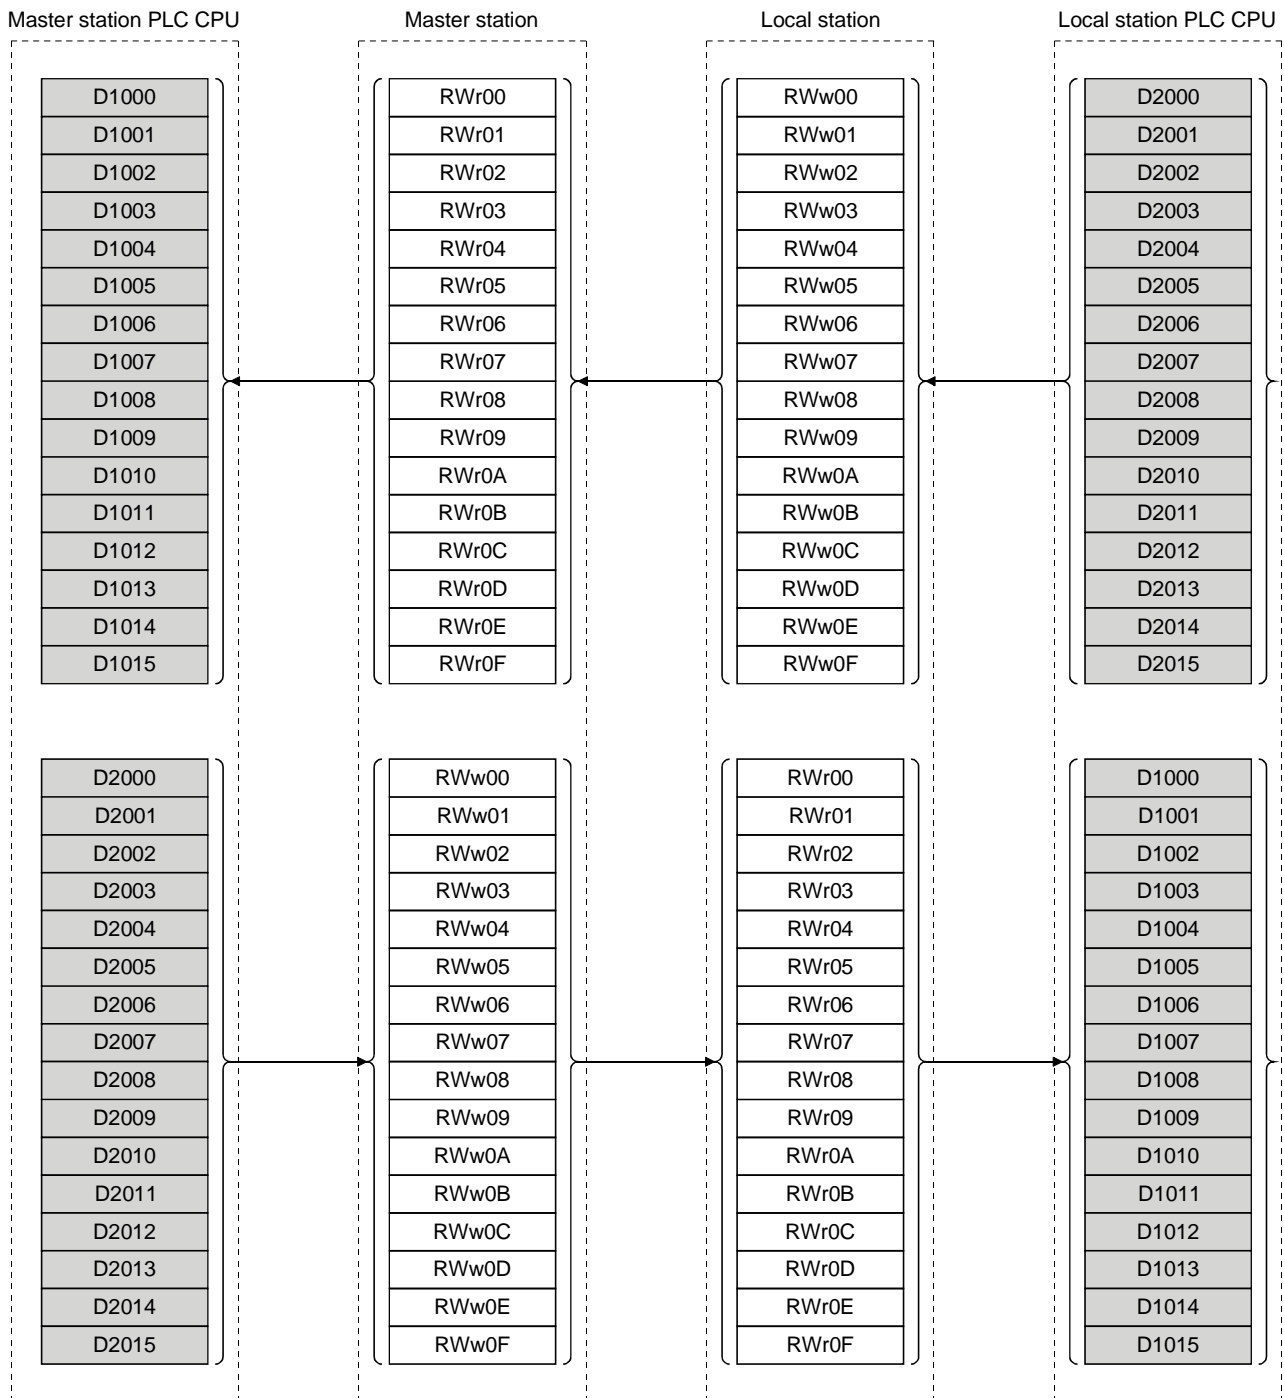 Master station PLC CPU Master station Local station Local station PLC CPU
D1000 RWr00 RWw00 D2000
D1001 RWr01 RWw01 D2001
D1002 RWr02 RWw02 D2002
D1003 RWr03 RWw03 D2003
D1004 RWr04 RWw04 D2004
D1005 RWr05 RWw05 D2005
D1006 RWr06 RWw06 D2006
D1007 RWr07 RWw07 D2007
D1008 RWr08 RWw08 D2008
D1009 RWr09 RWw09 D2009
D1010 RWr0A RWw0A D2010
D1011 RWr0B RWw0B D2011
D1012 RWr0C RWw0C D2012
D1013 RWr0D RWw0D D2013
D1014 RWr0E RWw0E D2014
D1015 RWr0F RWw0F D2015
D2000 RWw00 RWr00 D1000
D2001 RWw01 RWr01 D1001
D2002 RWw02 RWr02 D1002
D2003 RWw03 RWr03 D1003
D2004 RWw04 RWr04 D1004
D2005 RWw05 RWr05 D1005
D2006 RWw06 RWr06 D1006
D2007 RWw07 RWr07 D1007
D2008 RWw08 RWr08 D1008
D2009 RWw09 RWr09 D1009
D2010 RWw0A RWr0A D1010
D2011 RWw0B RWr0B D1011
D2012 RWw0C RWr0C D1012
D2013 RWw0D RWr0D D1013
D2014 RWw0E RWr0E D1014
D2015 RWw0F RWr0F D1015